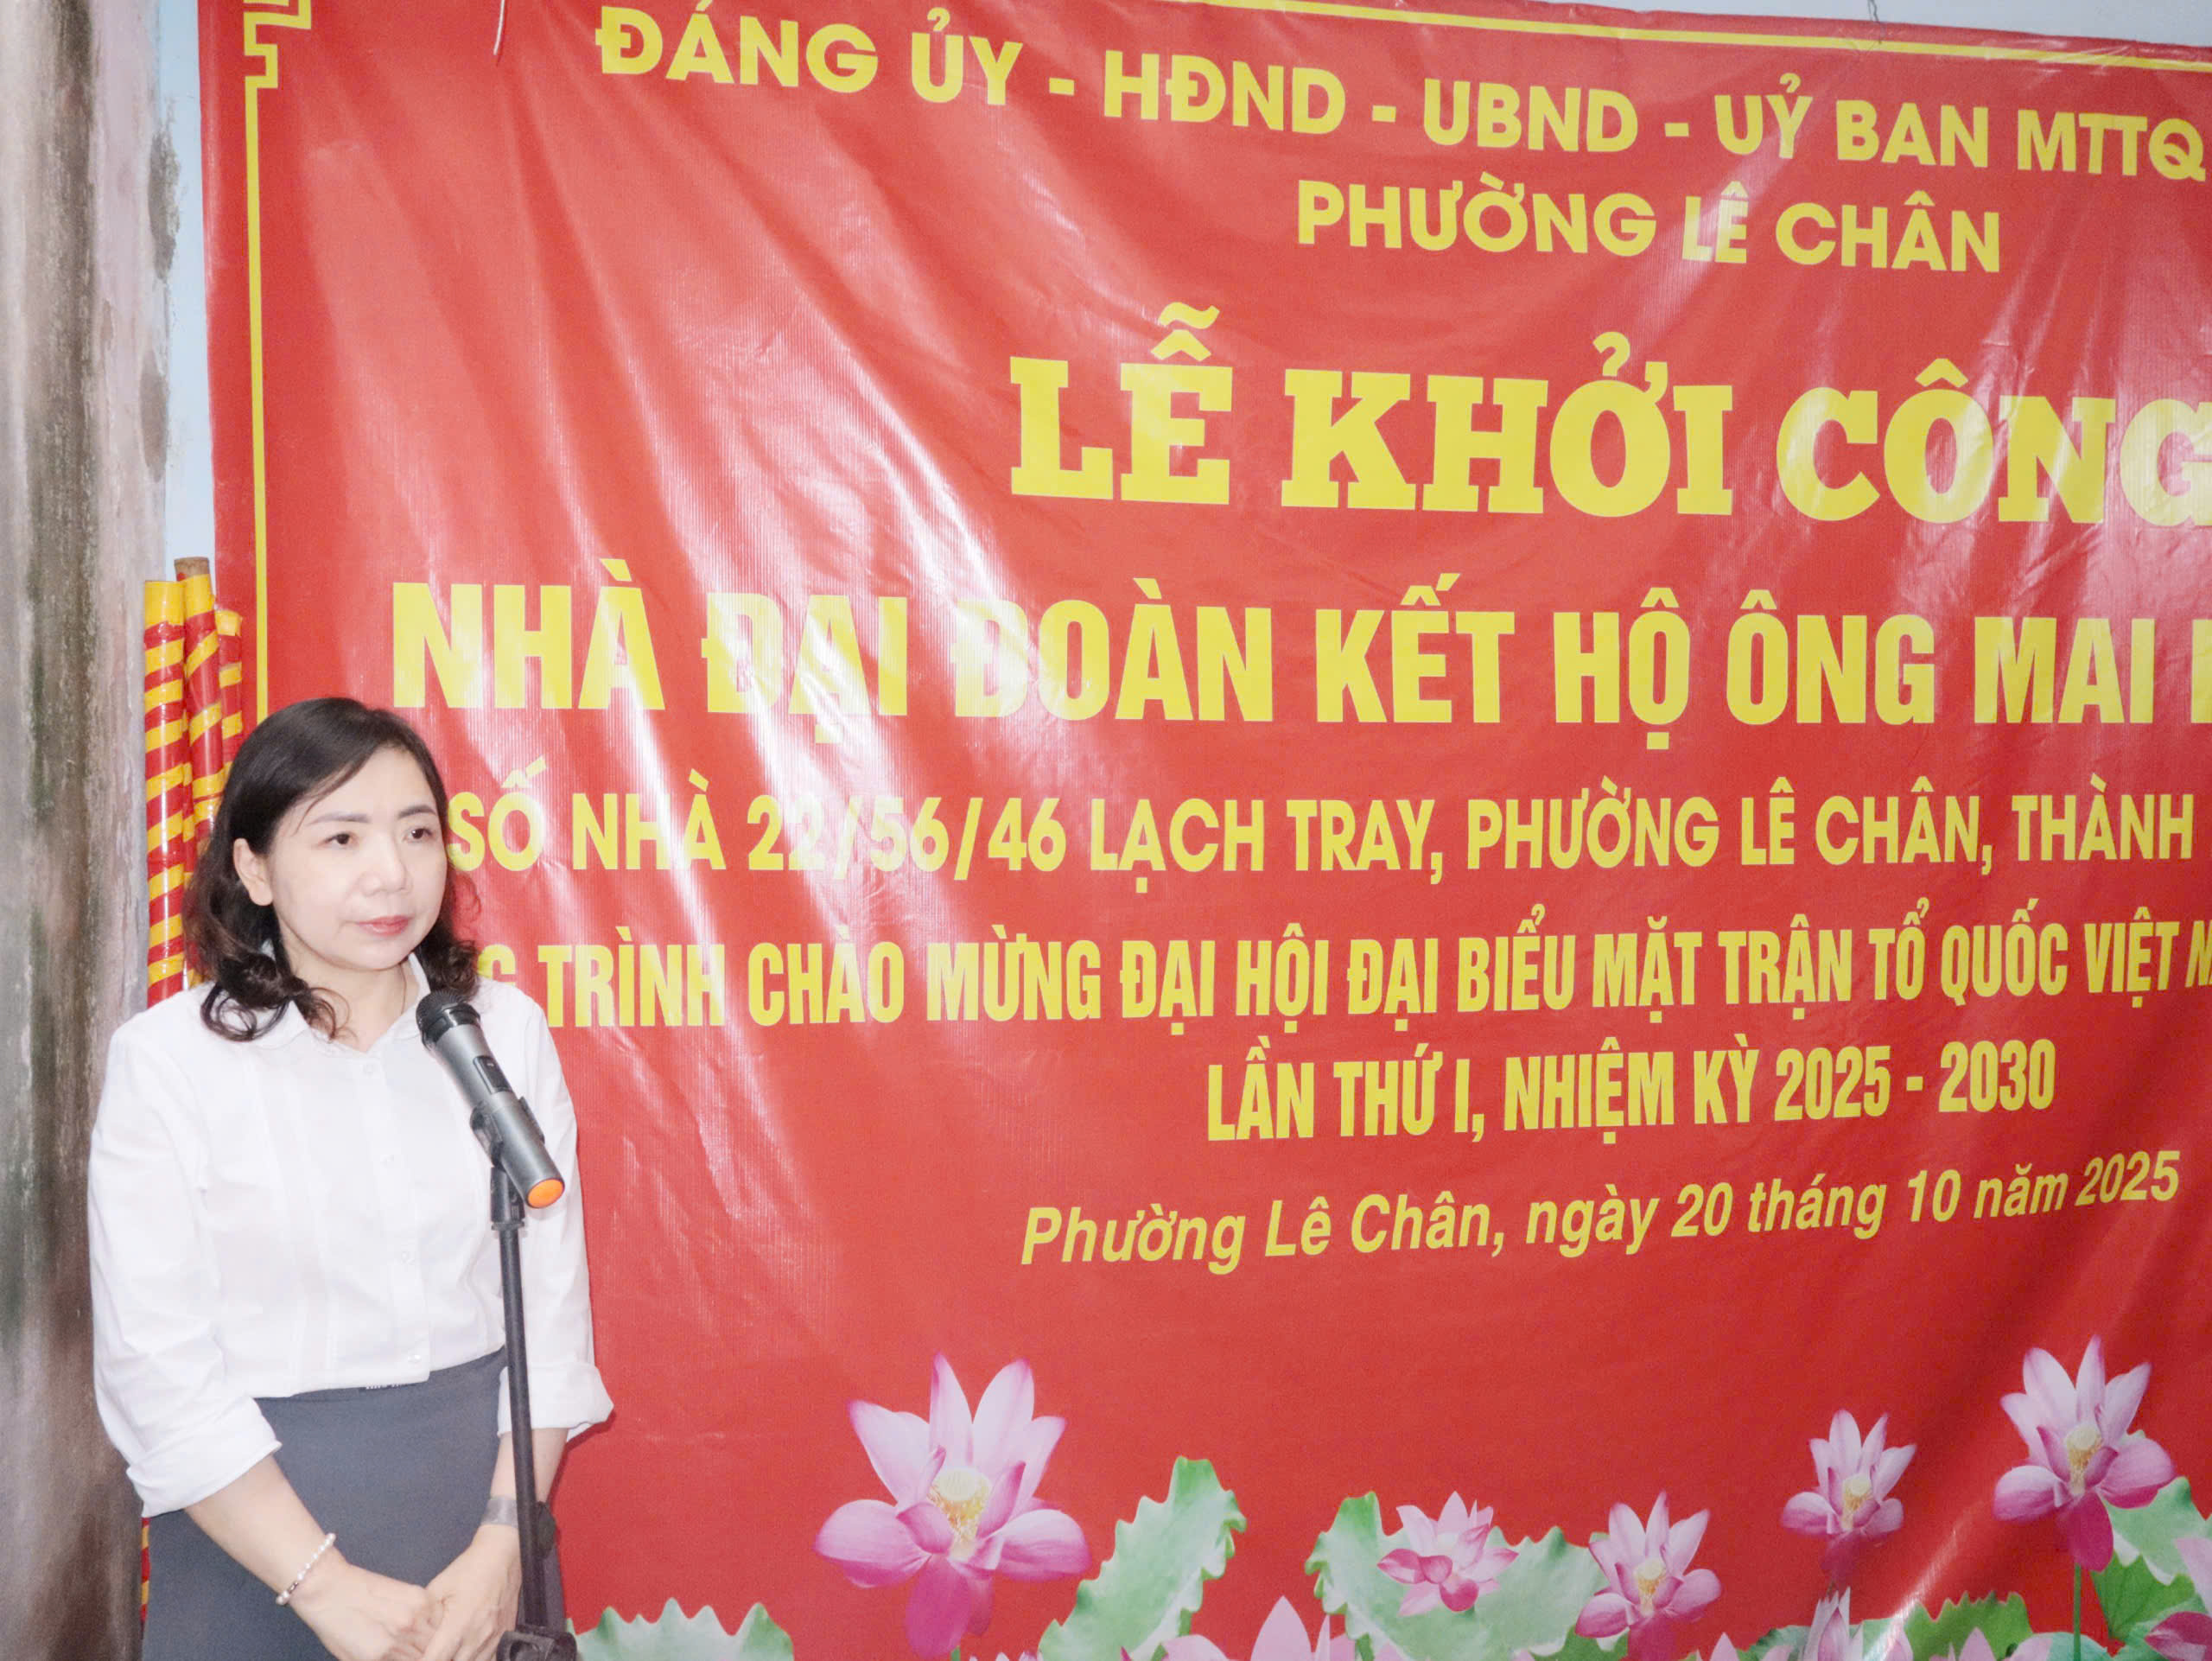 ĐẢNG ỦY - HĐND - UBND - UỶ BAN MTTQ
PHƯỜNG LÊ CHÂN
LỄ KHỞI CÔNG
NHÀ ĐẠI ĐOÀN KẾT HỘ ÔNG MAI
SỐ NHÀ 22/56/46 LẠCH TRAY, PHƯỜNG LÊ CHÂN, THÀNH
TRÌNH CHÀO MỪNG ĐẠI HỘI ĐẠI BIỂU MẶT TRẬN TỔ QUỐC VIỆT
LẦN THỨ I, NHIỆM KỲ 2025 - 2030
Phường Lê Chân, ngày 20 tháng 10 năm 2025